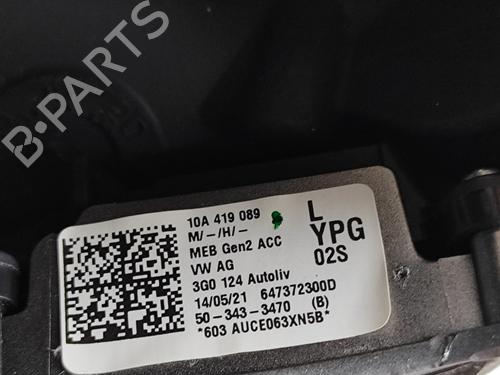 B-PARTS
10A 419 089
M/-/H/-
MEB Gen2 ACC
VW AG
3G0 124 Autoliv
14/05/21 647372300D
50-343-3470 (B)
*603 AUCE063XN5B*
L
YPG
02S